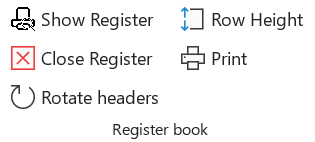 Show Register
Row Height
Close Register
Print
Rotate headers
Register book